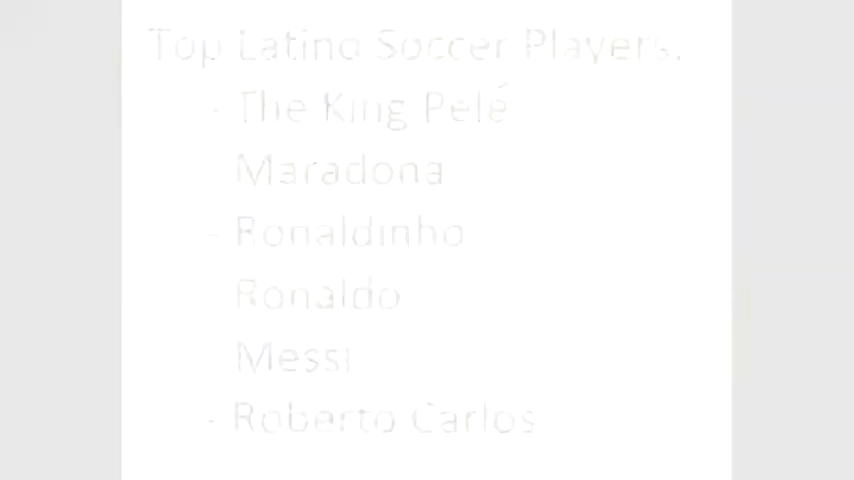 Top Latino Soccer Players.
- The King Pelé
Maradona
- Ronaldinho
Ronaldo
Messi
- Roberto Carlos